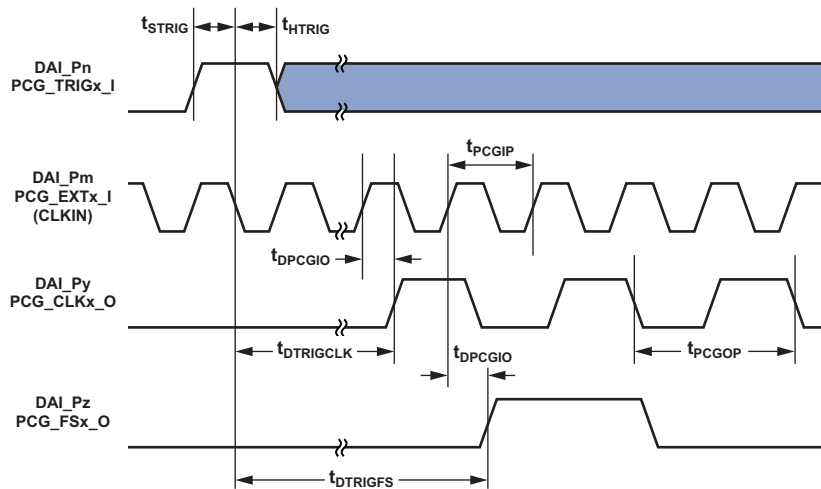 tSTRIG
tHTRIG
DAI_Pn
PCG_TRIGx_I
DAI_Pm
PCG_EXTx_I
(CLKIN)
tPCGIP
tDPCGIO
DAI_Py
PCG_CLKx_O
tDTRIGCLK
tDPCGIO
tPCGOP
DAI_Pz
PCG_FSx_O
tDTRIGFS